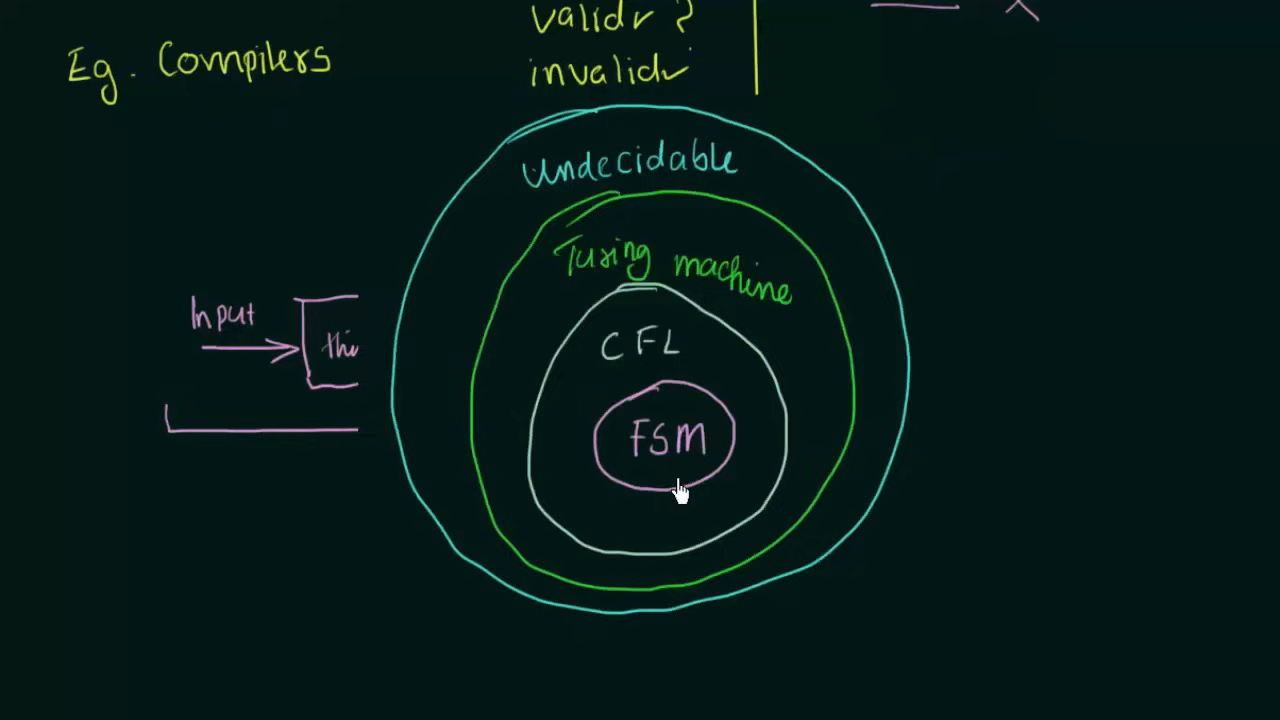 valid ?
Eg. Compilers
invalid
Undecidable
Turing machine
Input
CFL
FSM